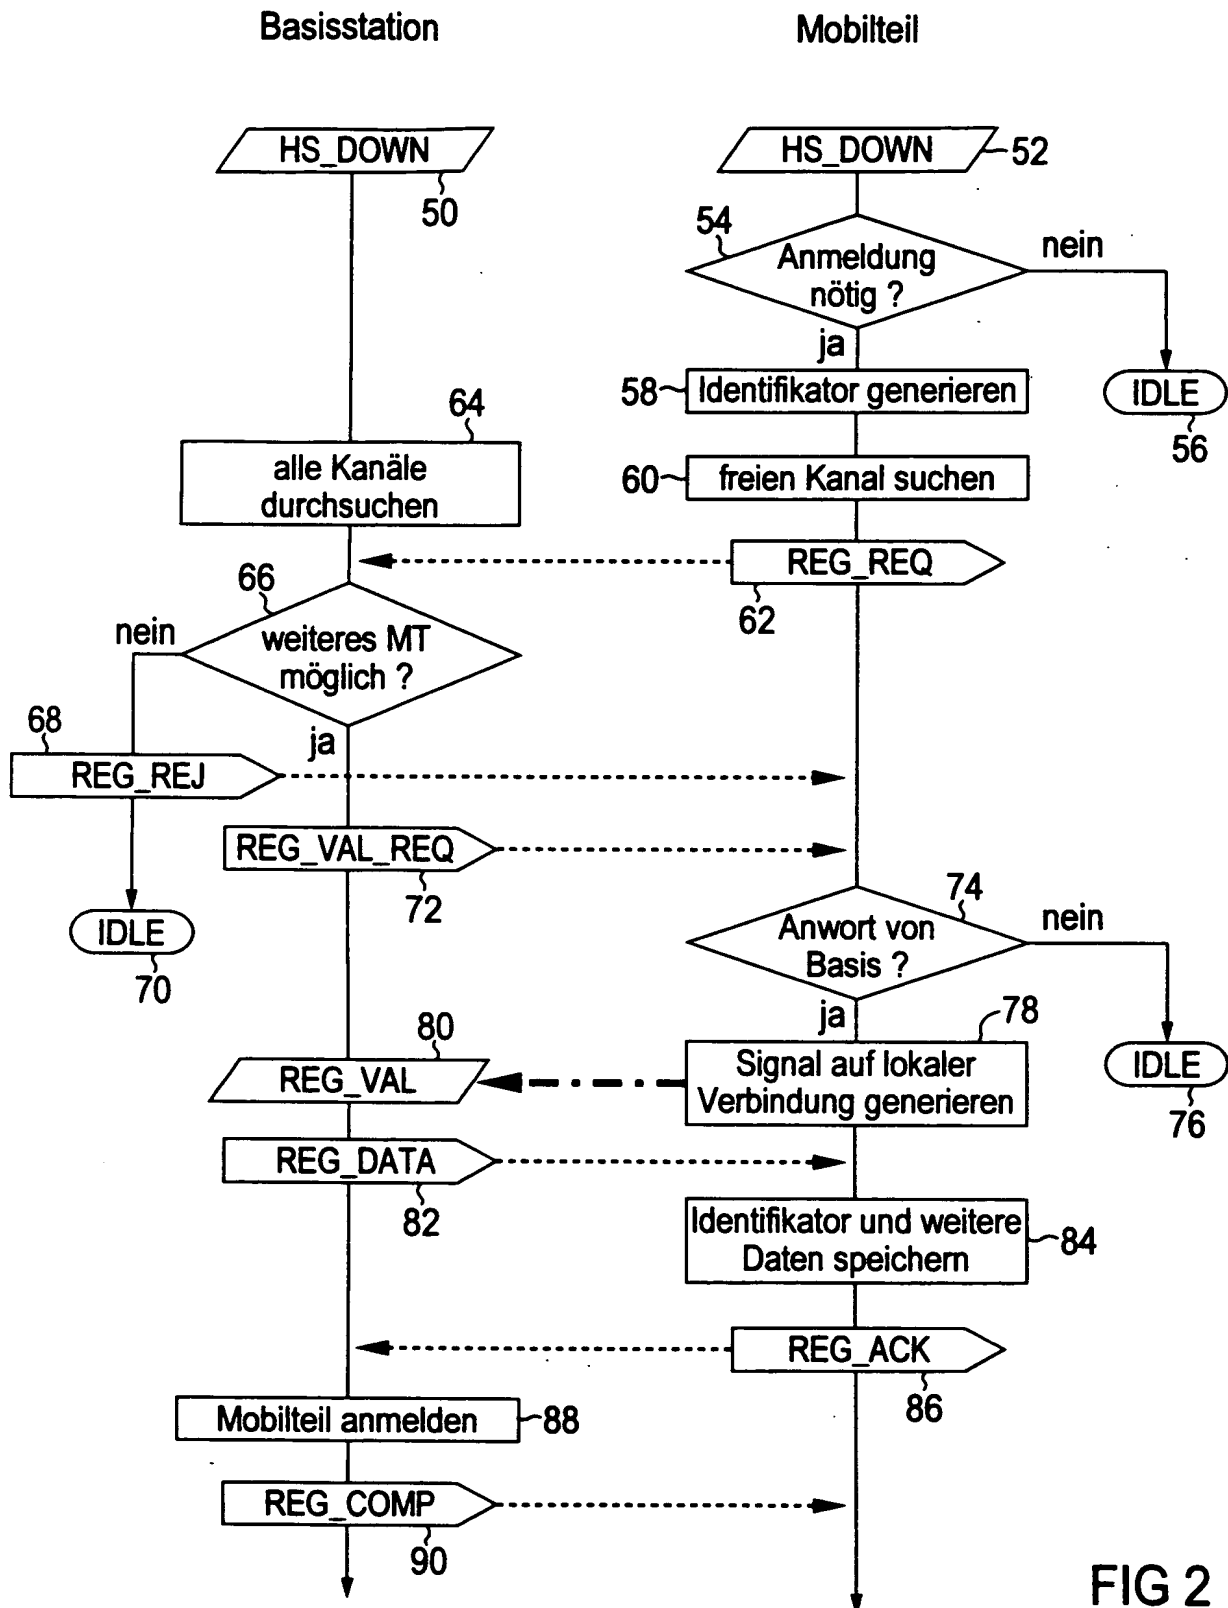 Basisstation
Mobilteil
HS_DOWN
50
HS_DOWN
52
54
Anmeldung
nötig ?
nein
ja
58
Identifikator generieren
IDLE
56
64
alle Kanäle
durchsuchen
60
freien Kanal suchen
REG_REQ
62
66
weiteres MT
möglich ?
nein
ja
68
REG_REJ
REG_VAL_REQ
72
IDLE
70
74
Anwort von
Basis ?
nein
ja
78
IDLE
76
80
REG_VAL
Signal auf lokaler
Verbindung generieren
REG_DATA
82
Identifikator und weitere
Daten speichern
84
REG_ACK
86
Mobilteil anmelden
88
REG_COMP
90
FIG 2